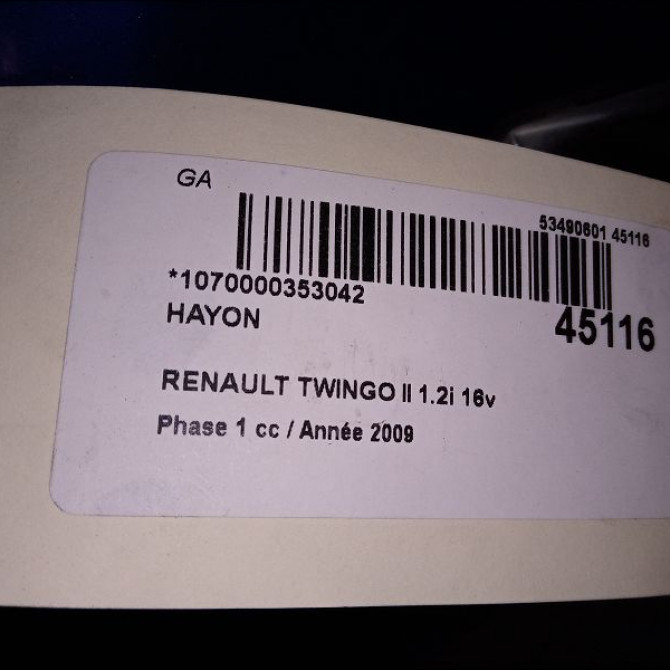 GA
53490601 45116
*1070000353042
HAYON
45116
RENAULT TWINGO II 1.2i 16v
Phase 1 cc / Année 2009